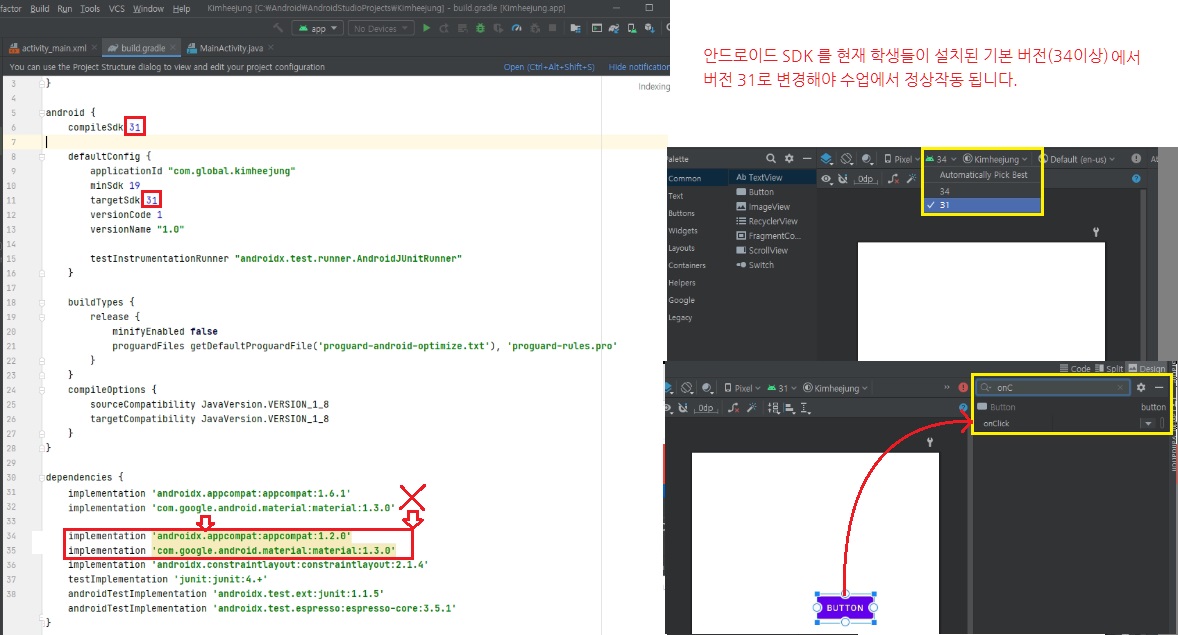 factor Build Run Tools VCS Window Help Kimheejung [C:₩Android₩AndroidStudioProjects₩Kimheejung] - build.gradle [Kimheejung.app]
app No Devices
activity_main.xml build.gradle MainActivity.java
You can use the Project Structure dialog to view and edit your project configuration Open (Ctrl+Alt+Shift+S) Hide notification
Indexing
3 }
4
5 android {
6 compileSdk 31
7
8 defaultConfig {
9 applicationId "com.global.kimheejung"
10 minSdk 19
11 targetSdk 31
12 versionCode 1
13 versionName "1.0"
14
15 testInstrumentationRunner "androidx.test.runner.AndroidJUnitRunner"
16 }
17
18 buildTypes {
19 release {
20 minifyEnabled false
21 proguardFiles getDefaultProguardFile('proguard-android-optimize.txt'), 'proguard-rules.pro'
22 }
23 }
24 compileOptions {
25 sourceCompatibility JavaVersion.VERSION_1_8
26 targetCompatibility JavaVersion.VERSION_1_8
27 }
28 }
29
30 dependencies {
31 implementation 'androidx.appcompat:appcompat:1.6.1'
32 implementation 'com.google.android.material:material:1.3.0'
33
34 implementation 'androidx.appcompat:appcompat:1.2.0'
35 implementation 'com.google.android.material:material:1.3.0'
36 implementation 'androidx.constraintlayout:constraintlayout:2.1.4'
37 testImplementation 'junit:junit:4.+'
38 androidTestImplementation 'androidx.test.ext:junit:1.1.5'
androidTestImplementation 'androidx.test.espresso:espresso-core:3.5.1'
}
안드로이드 SDK 를 현재 학생들이 설치된 기본 버전(34이상) 에서
버전 31로 변경해야 수업에서 정상작동 됩니다.
Palette Pixel 34 Kimheejung Default (en-us)
Common
Text
Buttons
Widgets
Layouts
Containers
Helpers
Google
Legacy
Ab TextView
Button
ImageView
RecyclerView
FragmentCo...
ScrollView
Switch
0dp
Automatically Pick Best
34
31
Code Split Design
Pixel 31 Kimheejung
0dp
onC
Button button
onClick
BUTTON